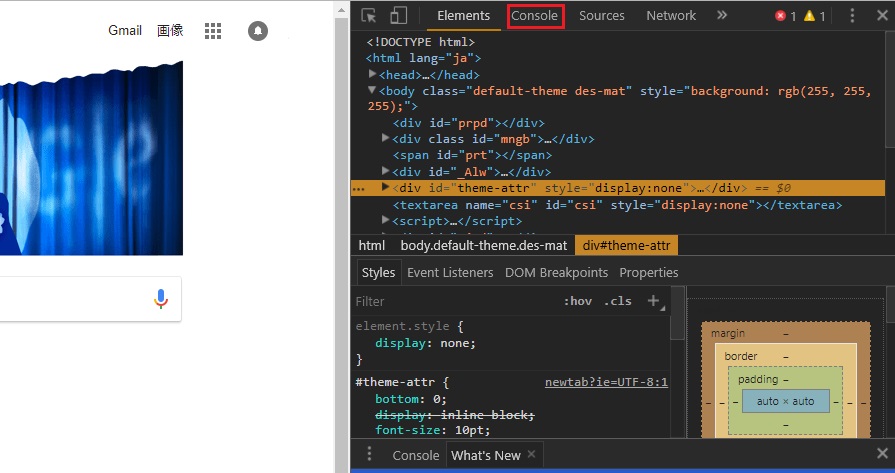 Gmail 画像
Elements Console Sources Network » 1 1
<!DOCTYPE html>
<html lang="ja">
<head>…</head>
<body class="default-theme des-mat" style="background: rgb(255, 255,
255);">
<div id="prpd"></div>
<div class id="mngb">…</div>
<span id="prt"></span>
<div id="_Alw">…</div>
<div id="theme-attr" style="display:none">…</div> == $0
<textarea name="csi" id="csi" style="display:none"></textarea>
<script>…</script>
html body.default-theme.des-mat div#theme-attr
Styles Event Listeners DOM Breakpoints Properties
Filter :hov .cls +
element.style {
display: none;
}
#theme-attr { newtab?ie=UTF-8:1
bottom: 0;
display: inline-block;
font-size: 10pt;
margin –
border –
padding –
– – – auto × auto – – –
–
Console What's New ×